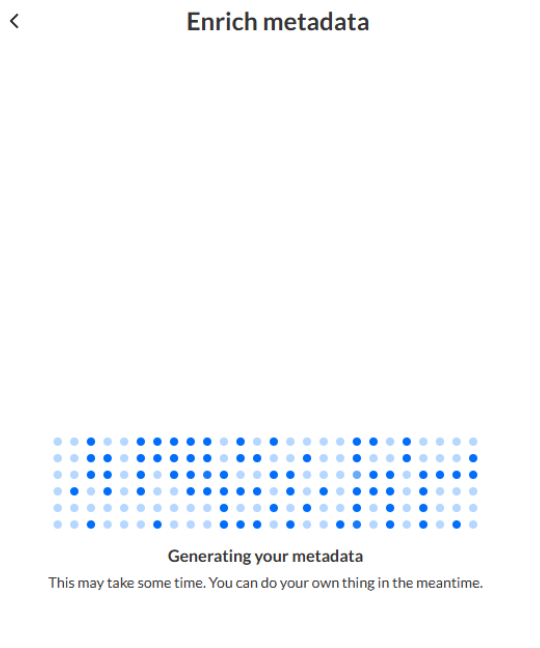 Enrich metadata
Generating your metadata
This may take some time. You can do your own thing in the meantime.